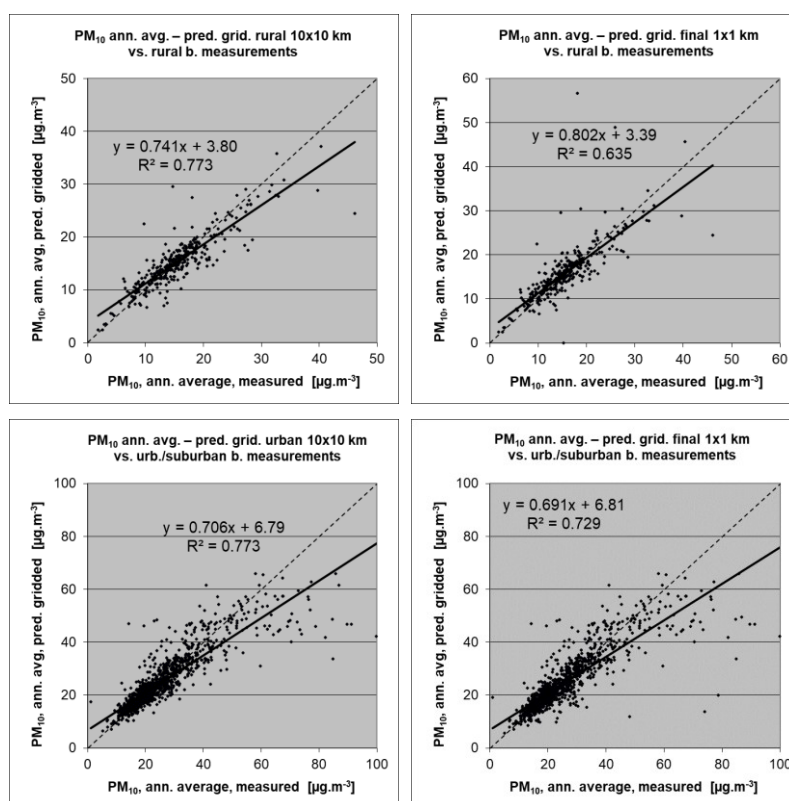 PM₁₀ ann. avg. – pred. grid. rural 10x10 km
vs. rural b. measurements
50
40
30
20
10
0
y = 0.741x + 3.80
R² = 0.773
0 10 20 30 40 50
PM₁₀, ann. avg, pred. gridded [µg.m⁻³]
PM₁₀, ann. average, measured [µg.m⁻³]
PM₁₀ ann. avg. – pred. grid. final 1x1 km
vs. rural b. measurements
60
50
40
30
20
10
0
y = 0.802x + 3.39
R² = 0.635
0 10 20 30 40 50 60
PM₁₀, ann. avg, pred. gridded [µg.m⁻³]
PM₁₀, ann. average, measured [µg.m⁻³]
PM₁₀ ann. avg. – pred. grid. urban 10x10 km
vs. urb./suburban b. measurements
100
80
60
40
20
0
y = 0.706x + 6.79
R² = 0.773
0 20 40 60 80 100
PM₁₀, ann. avg, pred. gridded [µg.m⁻³]
PM₁₀, ann. average, measured [µg.m⁻³]
PM₁₀ ann. avg. – pred. grid. final 1x1 km
vs. urb./suburban b. measurements
100
80
60
40
20
0
y = 0.691x + 6.81
R² = 0.729
0 20 40 60 80 100
PM₁₀, ann. avg, pred. gridded [µg.m⁻³]
PM₁₀, ann. average, measured [µg.m⁻³]